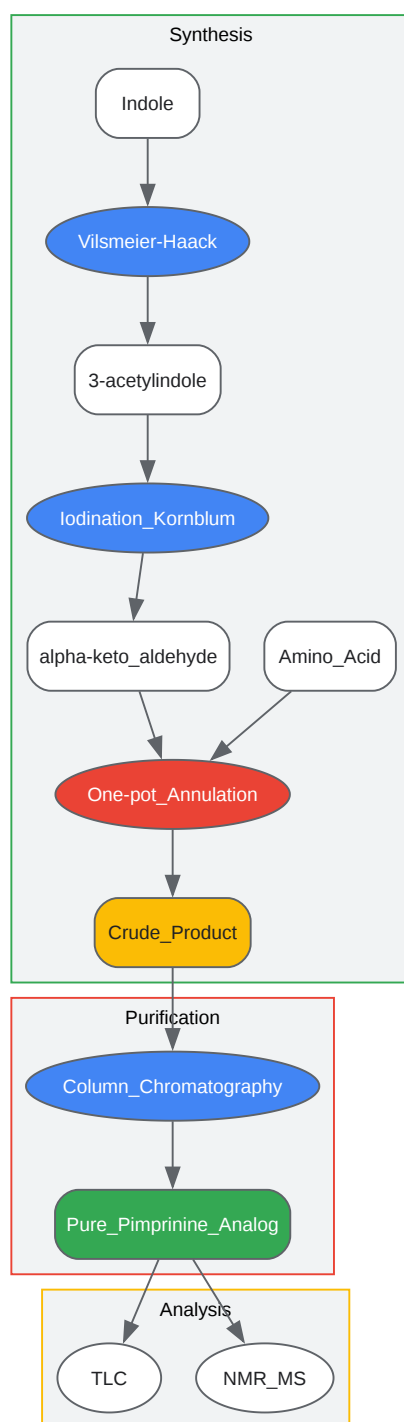 Synthesis
Indole
Vilsmeier-Haack
3-acetylindole
Iodination_Kornblum
alpha-keto_aldehyde
Amino_Acid
One-pot_Annulation
Crude_Product
Purification
Column_Chromatography
Pure_Pimprinine_Analog
Analysis
TLC
NMR_MS